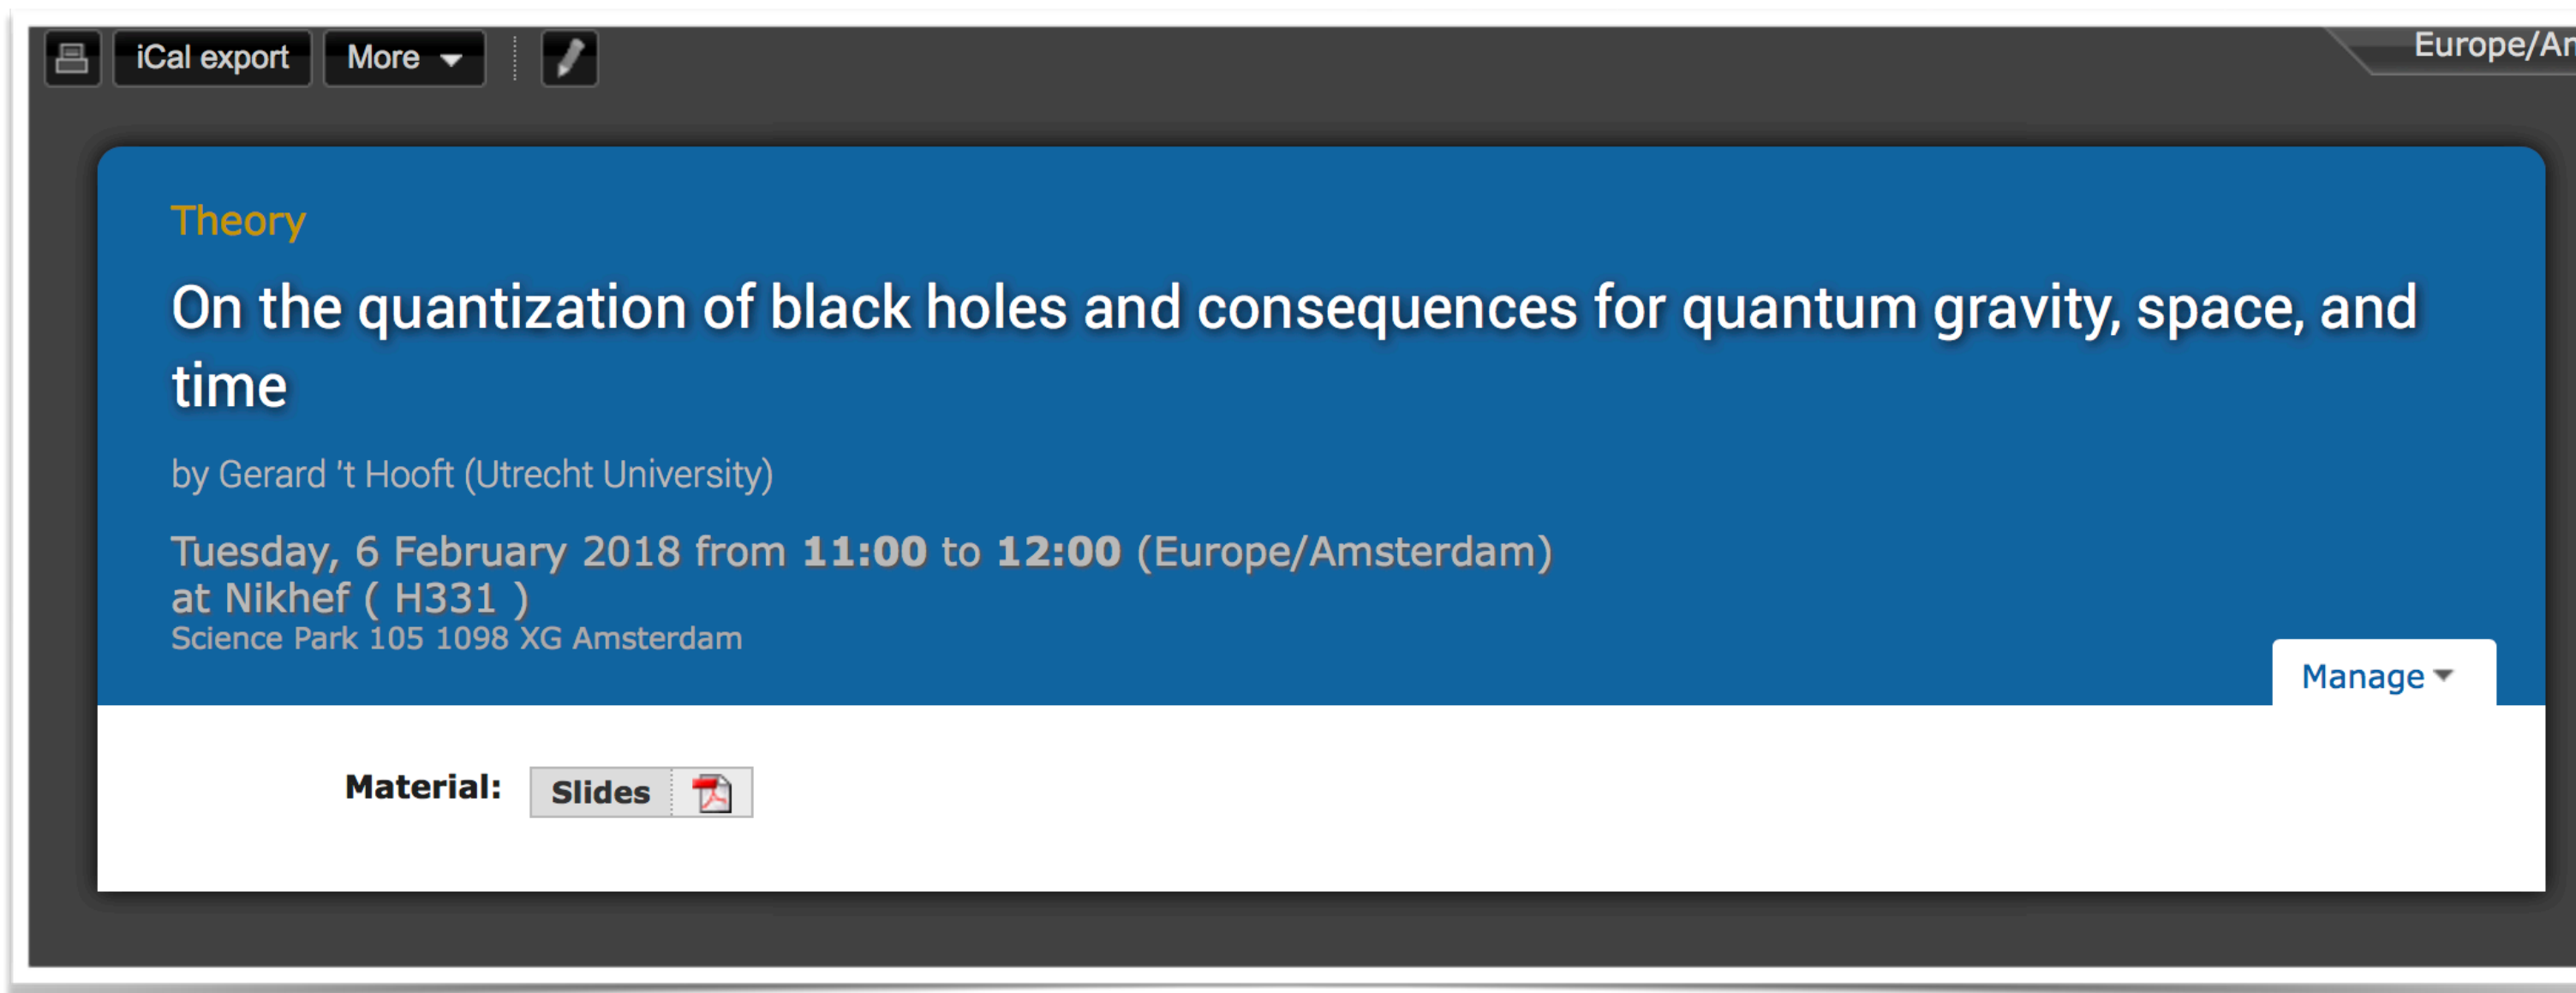 iCal export More
Europe/Am
Theory
On the quantization of black holes and consequences for quantum gravity, space, and
time
by Gerard 't Hooft (Utrecht University)
Tuesday, 6 February 2018 from 11:00 to 12:00 (Europe/Amsterdam)
at Nikhef ( H331 )
Science Park 105 1098 XG Amsterdam
Manage
Material: Slides